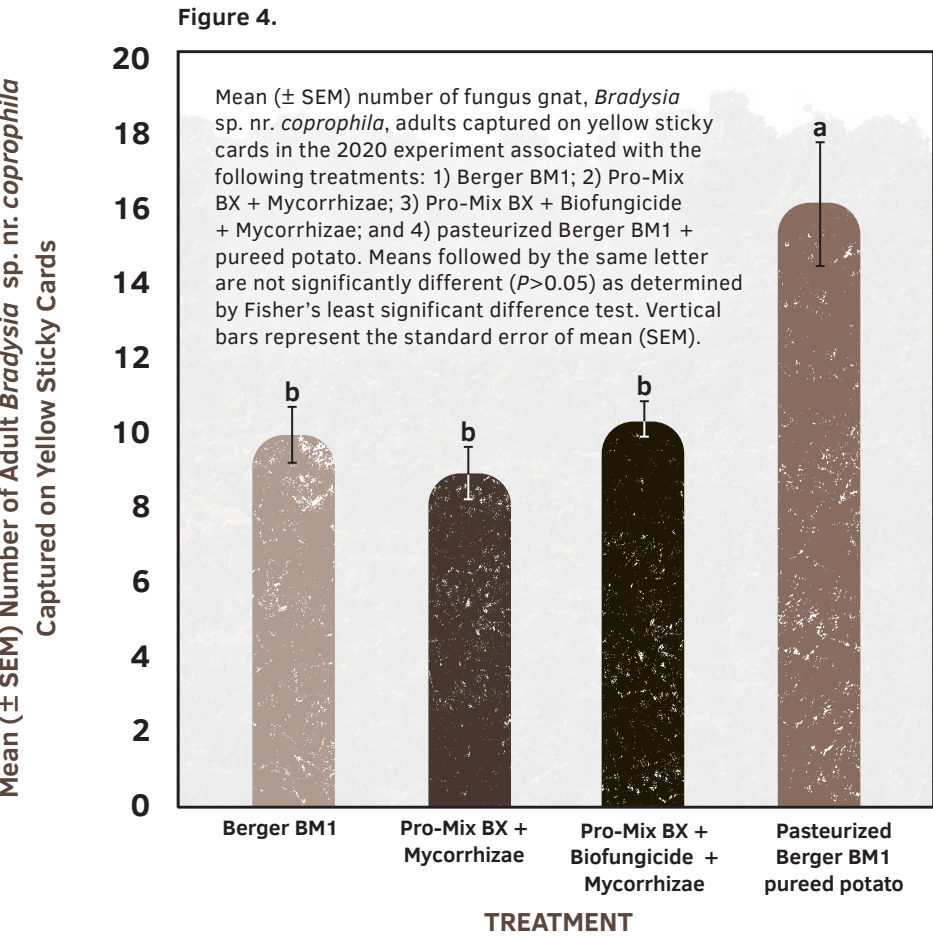 Figure 4.
Mean (± SEM) Number of Adult Bradysia sp. nr. coprophila
Captured on Yellow Sticky Cards
20
18
16
14
12
10
8
6
4
2
0
Mean (± SEM) number of fungus gnat, Bradysia
sp. nr. coprophila, adults captured on yellow sticky
cards in the 2020 experiment associated with the
following treatments: 1) Berger BM1; 2) Pro-Mix
BX + Mycorrhizae; 3) Pro-Mix BX + Biofungicide
+ Mycorrhizae; and 4) pasteurized Berger BM1 +
pureed potato. Means followed by the same letter
are not significantly different (P>0.05) as determined
by Fisher’s least significant difference test. Vertical
bars represent the standard error of mean (SEM).
b
b
b
a
Berger BM1
Pro-Mix BX +
Mycorrhizae
Pro-Mix BX +
Biofungicide +
Mycorrhizae
Pasteurized
Berger BM1
pureed potato
TREATMENT